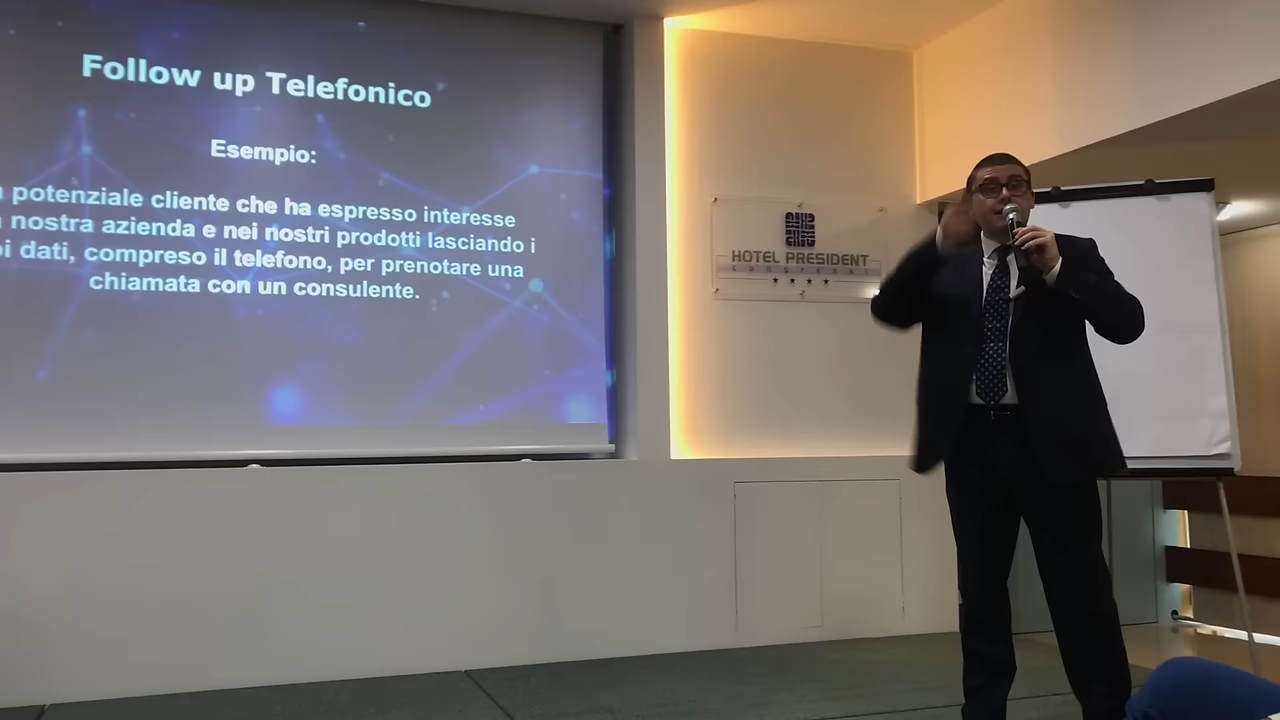 Follow up Telefonico
Esempio:
potenziale cliente che ha espresso interesse
nostra azienda e nei nostri prodotti lasciando i
dati, compreso il telefono, per prenotare una
chiamata con un consulente.
HOTEL PRESIDENT
congressi